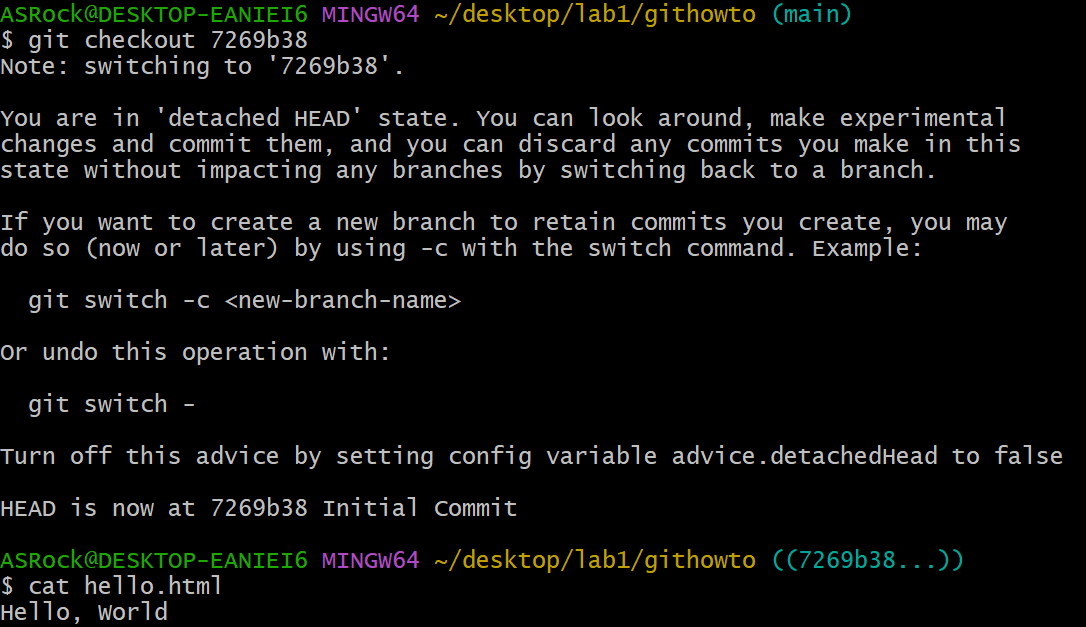 ASRock@DESKTOP-EANIEI6 MINGW64 ~/desktop/lab1/githowto (main)
$ git checkout 7269b38
Note: switching to '7269b38'.

You are in 'detached HEAD' state. You can look around, make experimental
changes and commit them, and you can discard any commits you make in this
state without impacting any branches by switching back to a branch.

If you want to create a new branch to retain commits you create, you may
do so (now or later) by using -c with the switch command. Example:

  git switch -c <new-branch-name>

Or undo this operation with:

  git switch -

Turn off this advice by setting config variable advice.detachedHead to false

HEAD is now at 7269b38 Initial Commit

ASRock@DESKTOP-EANIEI6 MINGW64 ~/desktop/lab1/githowto ((7269b38...))
$ cat hello.html
Hello, World